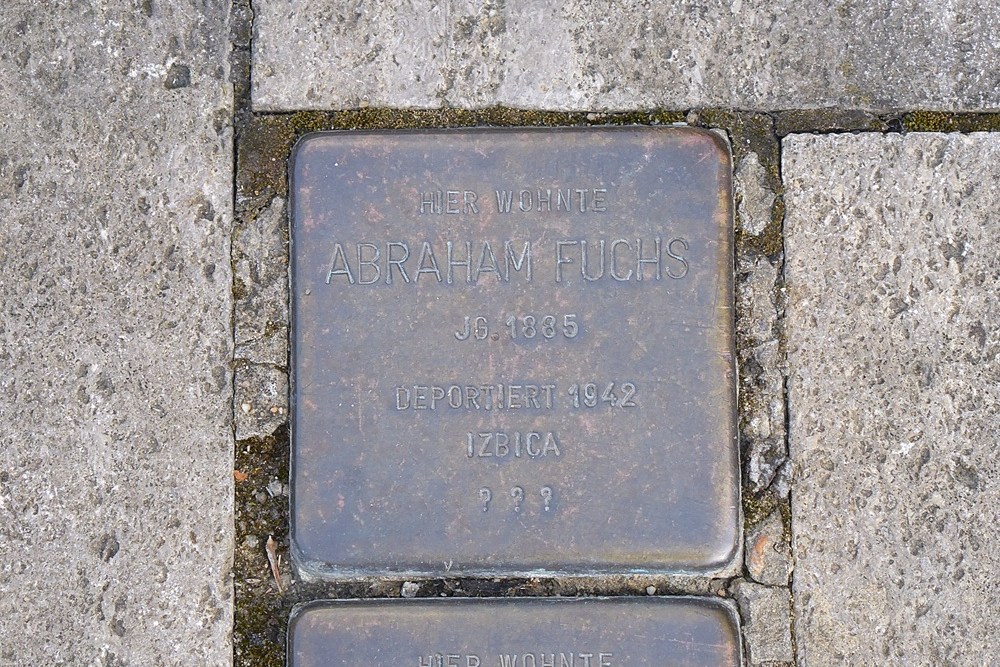 HIER WOHNTE
ABRAHAM FUCHS
JG. 1885
DEPORTIERT 1942
IZBICA
? ? ?
HIER WOHNTE